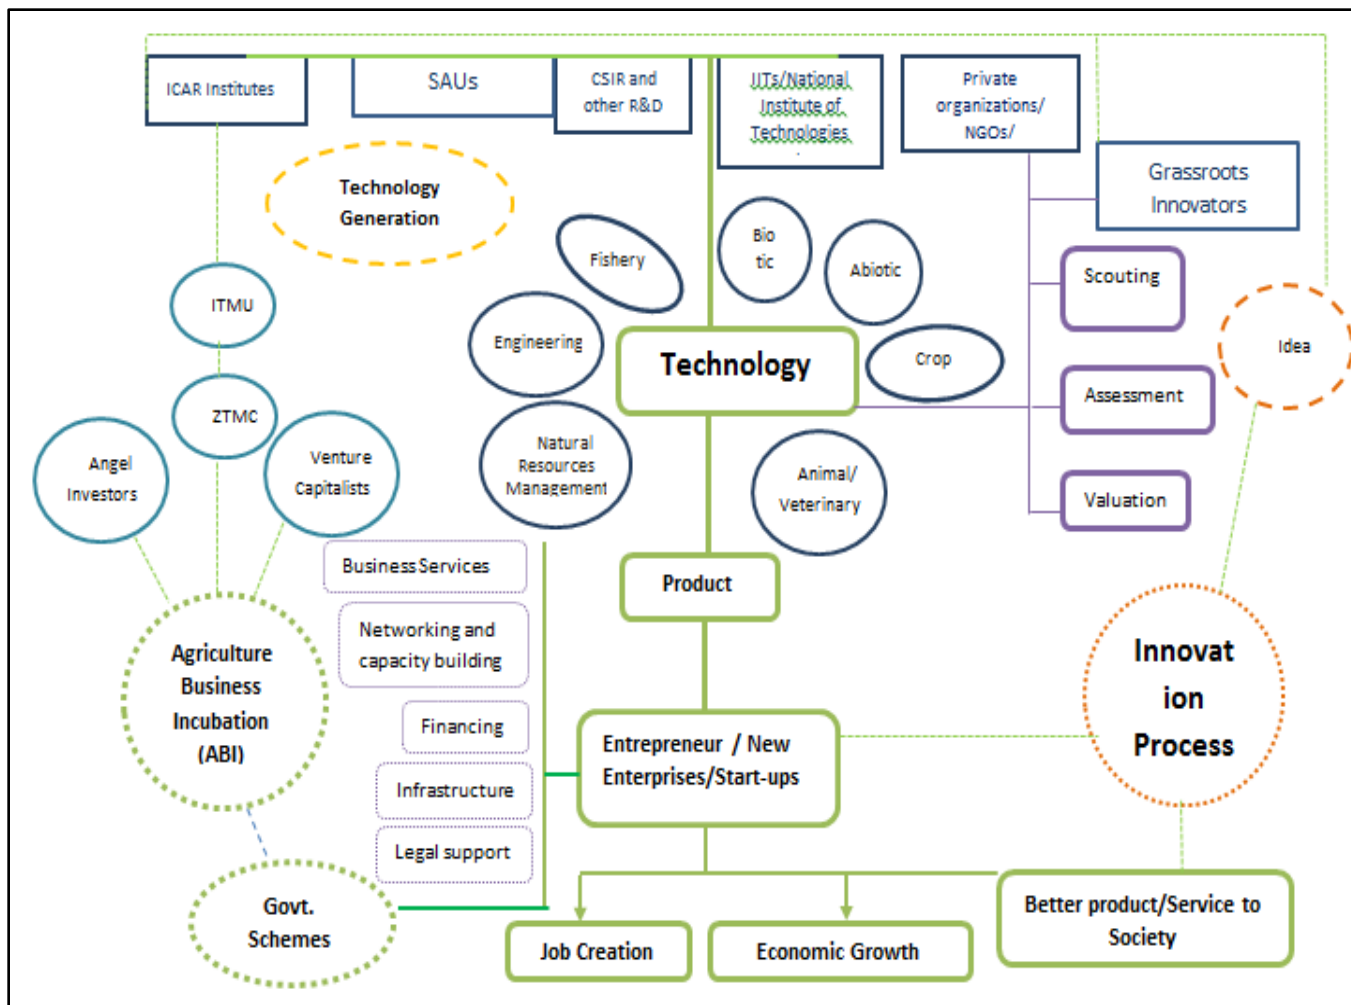 ICAR Institutes
SAUs
CSIR and
other R&D
IITs/National
Institute of
Technologies
.
Private
organizations/
NGOs/
Grassroots
Innovators
Technology
Generation
Fishery
Bio
tic
Abiotic
Scouting
ITMU
Engineering
Technology
Crop
Idea
Assessment
ZTMC
Angel
Investors
Venture
Capitalists
Natural
Resources
Management
Animal/
Veterinary
Valuation
Business Services
Product
Networking and
capacity building
Agriculture
Business
Incubation
(ABI)
Innovat
ion
Process
Financing
Entrepreneur / New
Enterprises/Start-ups
Infrastructure
Legal support
Govt.
Schemes
Job Creation
Economic Growth
Better product/Service to
Society